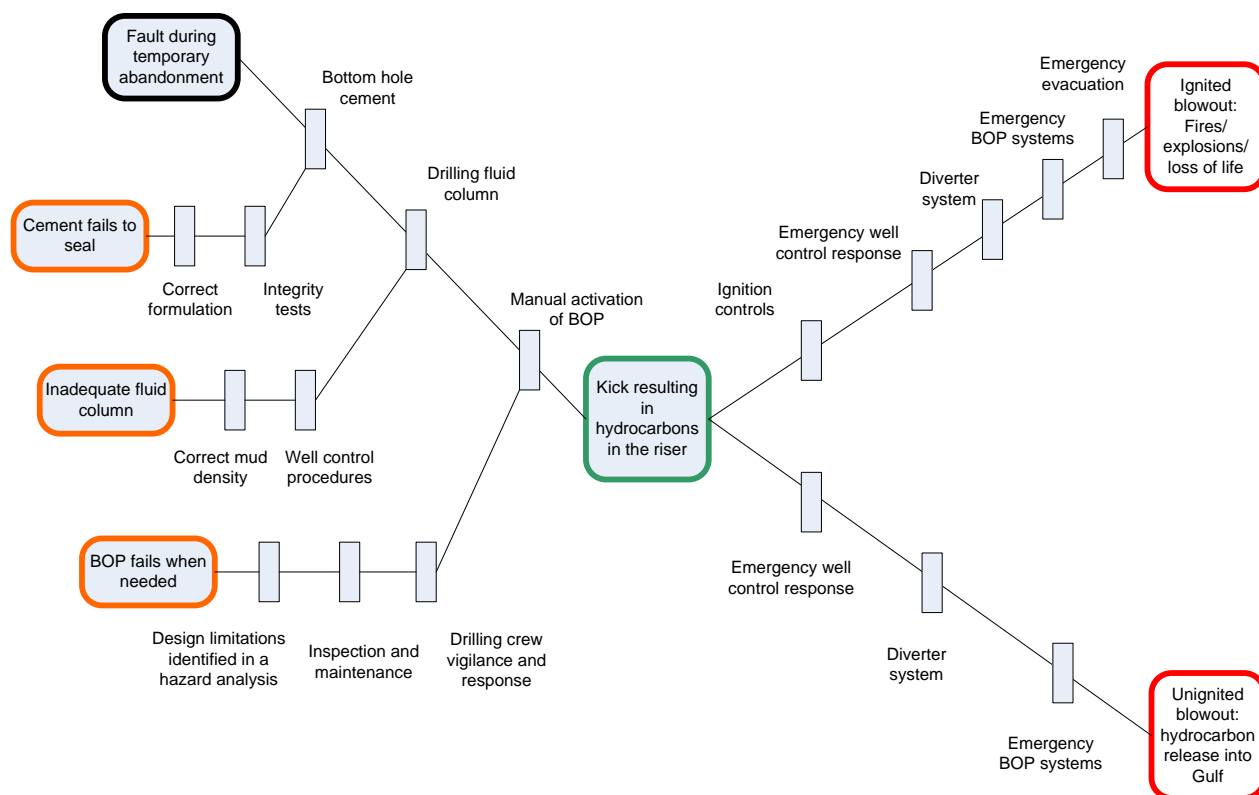 Fault during
temporary
abandonment
Bottom hole
cement
Drilling fluid
column
Cement fails to
seal
Correct
formulation
Integrity
tests
Manual activation
of BOP
Inadequate fluid
column
Correct mud
density
Well control
procedures
BOP fails when
needed
Design limitations
identified in a
hazard analysis
Inspection and
maintenance
Drilling crew
vigilance and
response
Kick resulting
in
hydrocarbons
in the riser
Ignition
controls
Emergency well
control response
Diverter
system
Emergency
BOP systems
Emergency
evacuation
Ignited
blowout:
Fires/
explosions/
loss of life
Emergency well
control response
Diverter
system
Emergency
BOP systems
Unignited
blowout:
hydrocarbon
release into
Gulf